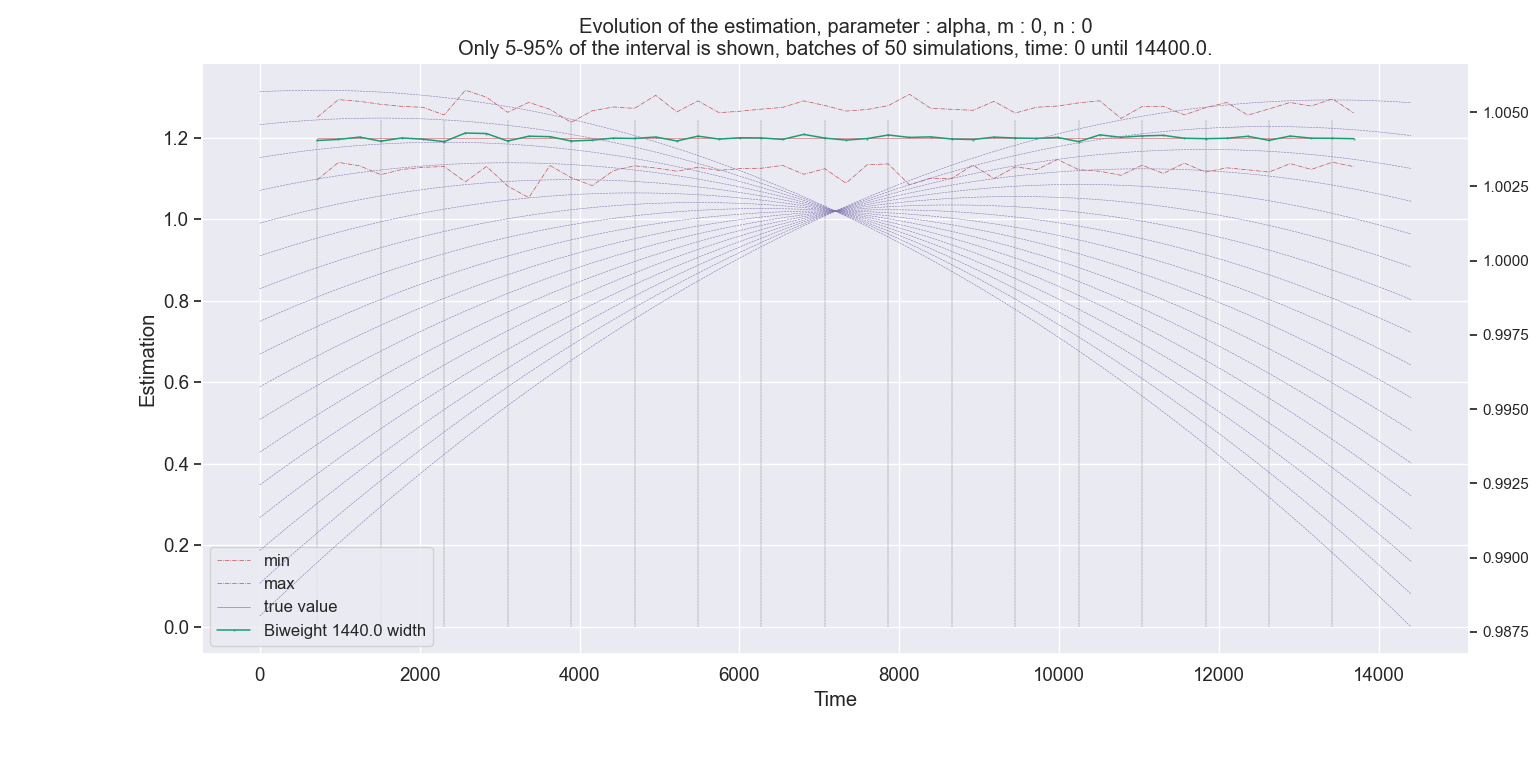 Evolution of the estimation, parameter : alpha, m : 0, n : 0
Only 5-95% of the interval is shown, batches of 50 simulations, time: 0 until 14400.0.
Estimation
1.2
1.0
0.8
0.6
0.4
0.2
0.0
1.0050
1.0025
1.0000
0.9975
0.9950
0.9925
0.9900
0.9875
min
max
true value
Biweight 1440.0 width
0 2000 4000 6000 8000 10000 12000 14000
Time